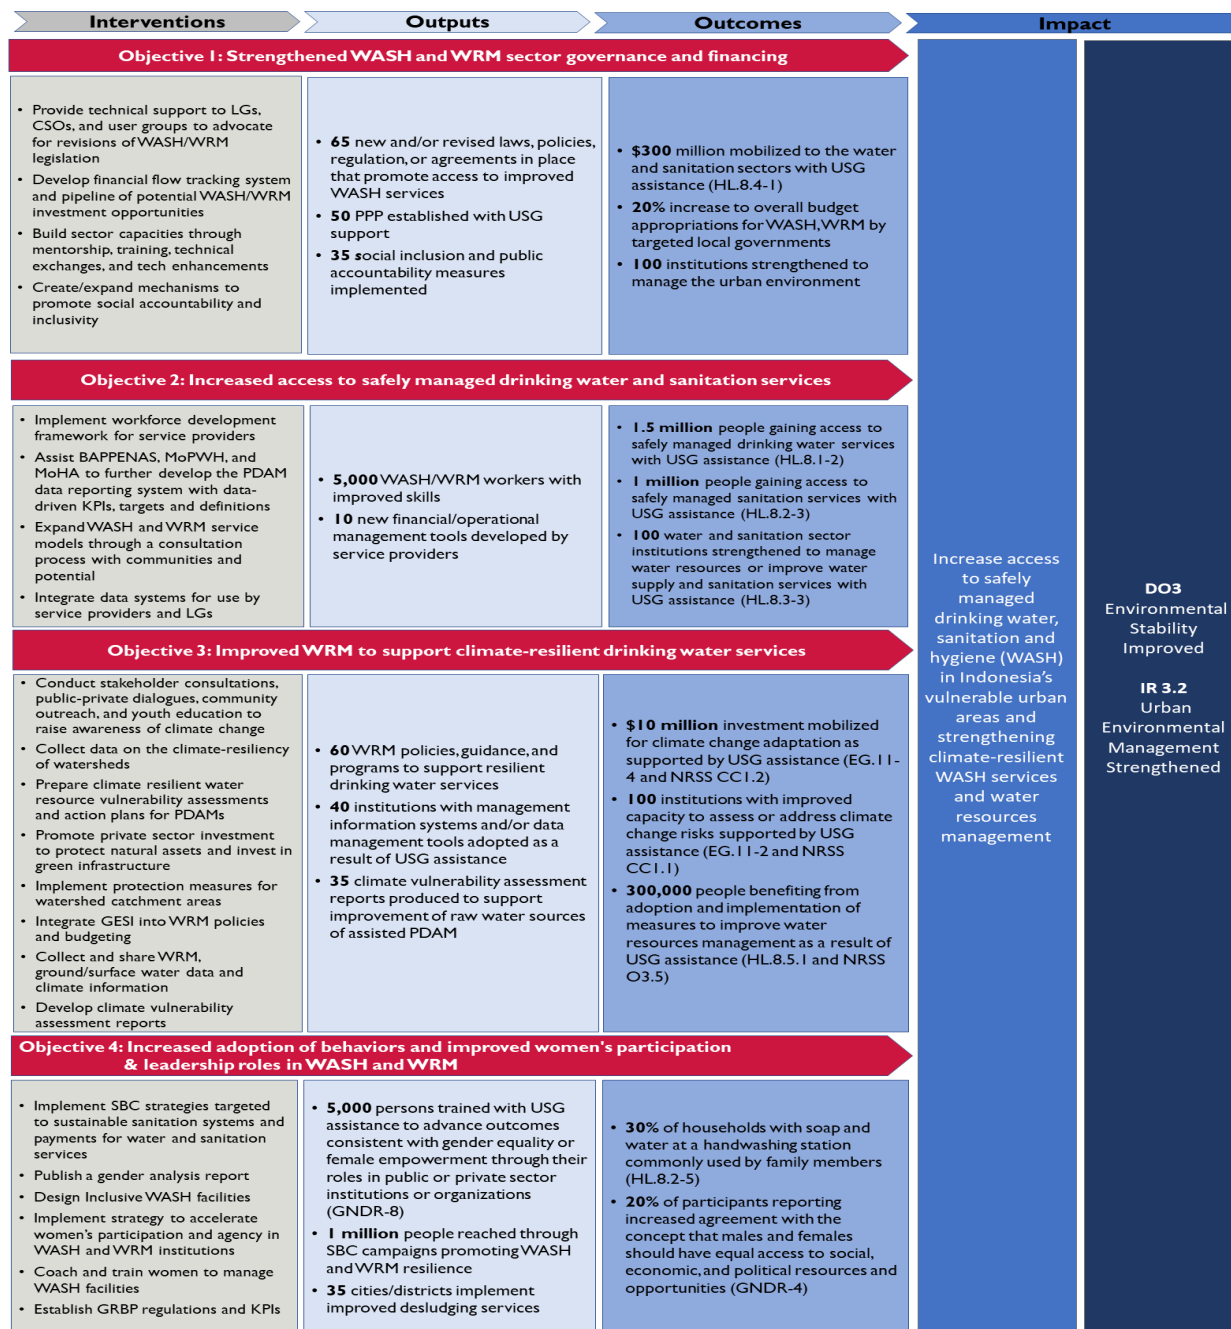 Interventions
Outputs
Outcomes
Impact
Objective 1: Strengthened WASH and WRM sector governance and financing
• Provide technical support to LGs,
CSOs, and user groups to advocate
for revisions of WASH/WRM
legislation
• Develop financial flow tracking system
and pipeline of potential WASH/WRM
investment opportunities
• Build sector capacities through
mentorship, training, technical
exchanges, and tech enhancements
• Create/expand mechanisms to
promote social accountability and
inclusivity
• 65 new and/or revised laws, policies,
regulation, or agreements in place
that promote access to improved
WASH services
• 50 PPP established with USG
support
• 35 social inclusion and public
accountability measures
implemented
• $300 million mobilized to the water
and sanitation sectors with USG
assistance (HL.8.4-1)
• 20% increase to overall budget
appropriations for WASH, WRM by
targeted local governments
• 100 institutions strengthened to
manage the urban environment
Objective 2: Increased access to safely managed drinking water and sanitation services
• Implement workforce development
framework for service providers
• Assist BAPPENAS, MoPWH, and
MoHA to further develop the PDAM
data reporting system with data-
driven KPIs, targets and definitions
• Expand WASH and WRM service
models through a consultation
process with communities and
potential
• Integrate data systems for use by
service providers and LGs
• 5,000 WASH/WRM workers with
improved skills
• 10 new financial/operational
management tools developed by
service providers
• 1.5 million people gaining access to
safely managed drinking water services
with USG assistance (HL.8.1-2)
• 1 million people gaining access to
safely managed sanitation services with
USG assistance (HL.8.2-3)
• 100 water and sanitation sector
institutions strengthened to manage
water resources or improve water
supply and sanitation services with
USG assistance (HL.8.3-3)
Objective 3: Improved WRM to support climate-resilient drinking water services
• Conduct stakeholder consultations,
public-private dialogues, community
outreach, and youth education to
raise awareness of climate change
• Collect data on the climate-resiliency
of watersheds
• Prepare climate resilient water
resource vulnerability assessments
and action plans for PDAMs
• Promote private sector investment
to protect natural assets and invest in
green infrastructure
• Implement protection measures for
watershed catchment areas
• Integrate GESI into WRM policies
and budgeting
• Collect and share WRM,
ground/surface water data and
climate information
• Develop climate vulnerability
assessment reports
• 60 WRM policies, guidance, and
programs to support resilient
drinking water services
• 40 institutions with management
information systems and/or data
management tools adopted as a
result of USG assistance
• 35 climate vulnerability assessment
reports produced to support
improvement of raw water sources
of assisted PDAM
• $10 million investment mobilized
for climate change adaptation as
supported by USG assistance (EG.11-
4 and NRSS CC1.2)
• 100 institutions with improved
capacity to assess or address climate
change risks supported by USG
assistance (EG.11-2 and NRSS
CC1.1)
• 300,000 people benefiting from
adoption and implementation of
measures to improve water
resources management as a result of
USG assistance (HL.8.5.1 and NRSS
O3.5)
Objective 4: Increased adoption of behaviors and improved women's participation
& leadership roles in WASH and WRM
• Implement SBC strategies targeted
to sustainable sanitation systems and
payments for water and sanitation
services
• Publish a gender analysis report
• Design Inclusive WASH facilities
• Implement strategy to accelerate
women's participation and agency in
WASH and WRM institutions
• Coach and train women to manage
WASH facilities
• Establish GRBP regulations and KPIs
• 5,000 persons trained with USG
assistance to advance outcomes
consistent with gender equality or
female empowerment through their
roles in public or private sector
institutions or organizations
(GNDR-8)
• 1 million people reached through
SBC campaigns promoting WASH
and WRM resilience
• 35 cities/districts implement
improved desludging services
• 30% of households with soap and
water at a handwashing station
commonly used by family members
(HL.8.2-5)
• 20% of participants reporting
increased agreement with the
concept that males and females
should have equal access to social,
economic, and political resources and
opportunities (GNDR-4)
Increase access
to safely
managed
drinking water,
sanitation and
hygiene (WASH)
in Indonesia's
vulnerable urban
areas and
strengthening
climate-resilient
WASH services
and water
resources
management
DO3
Environmental
Stability
Improved
IR 3.2
Urban
Environmental
Management
Strengthened